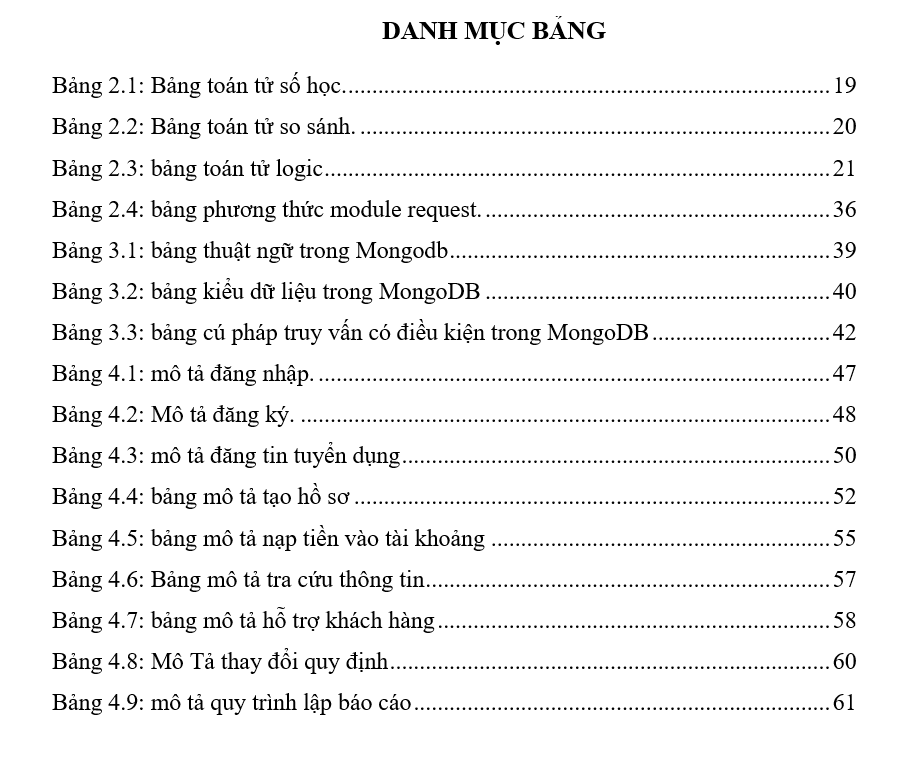 DANH MỤC BẢNG
Bảng 2.1: Bảng toán tử số học.......................................................................................19
Bảng 2.2: Bảng toán tử so sánh. .....................................................................................20
Bảng 2.3: bảng toán tử logic...........................................................................................21
Bảng 2.4: bảng phương thức module request. ................................................................36
Bảng 3.1: bảng thuật ngữ trong Mongodb......................................................................39
Bảng 3.2: bảng kiểu dữ liệu trong MongoDB ................................................................40
Bảng 3.3: bảng cú pháp truy vấn có điều kiện trong MongoDB....................................42
Bảng 4.1: mô tả đăng nhập. ............................................................................................47
Bảng 4.2: Mô tả đăng ký. ...............................................................................................48
Bảng 4.3: mô tả đăng tin tuyển dụng..............................................................................50
Bảng 4.4: bảng mô tả tạo hồ sơ ......................................................................................52
Bảng 4.5: bảng mô tả nạp tiền vào tài khoảng ...............................................................55
Bảng 4.6: Bảng mô tả tra cứu thông tin..........................................................................57
Bảng 4.7: bảng mô tả hỗ trợ khách hàng........................................................................58
Bảng 4.8: Mô Tả thay đổi quy định................................................................................60
Bảng 4.9: mô tả quy trình lập báo cáo............................................................................61